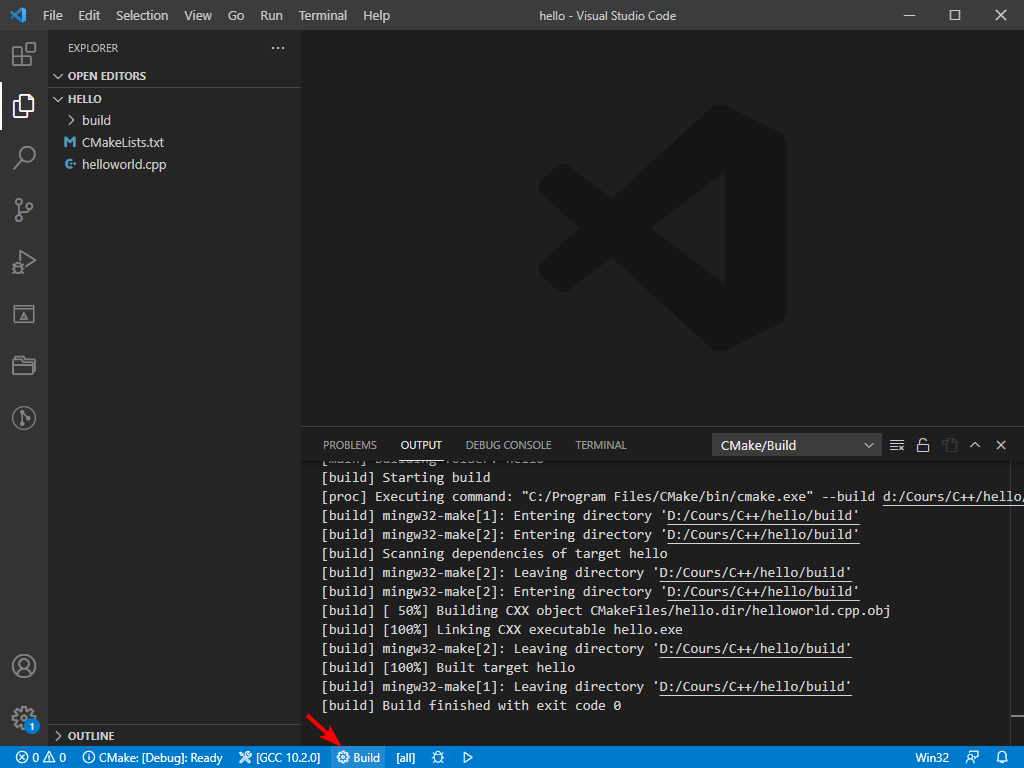 File Edit Selection View Go Run Terminal Help hello - Visual Studio Code
EXPLORER
OPEN EDITORS
HELLO
build
CMakeLists.txt
helloworld.cpp
PROBLEMS OUTPUT DEBUG CONSOLE TERMINAL CMake/Build
[main] Building folder: hello
[build] Starting build
[proc] Executing command: "C:/Program Files/CMake/bin/cmake.exe" --build d:/Cours/C++/hello/
[build] mingw32-make[1]: Entering directory 'D:/Cours/C++/hello/build'
[build] mingw32-make[2]: Entering directory 'D:/Cours/C++/hello/build'
[build] Scanning dependencies of target hello
[build] mingw32-make[2]: Leaving directory 'D:/Cours/C++/hello/build'
[build] mingw32-make[2]: Entering directory 'D:/Cours/C++/hello/build'
[build] [ 50%] Building CXX object CMakeFiles/hello.dir/helloworld.cpp.obj
[build] [100%] Linking CXX executable hello.exe
[build] mingw32-make[2]: Leaving directory 'D:/Cours/C++/hello/build'
[build] [100%] Built target hello
[build] mingw32-make[1]: Leaving directory 'D:/Cours/C++/hello/build'
[build] Build finished with exit code 0
1
OUTLINE
0 0 CMake: [Debug]: Ready [GCC 10.2.0] Build [all] Win32